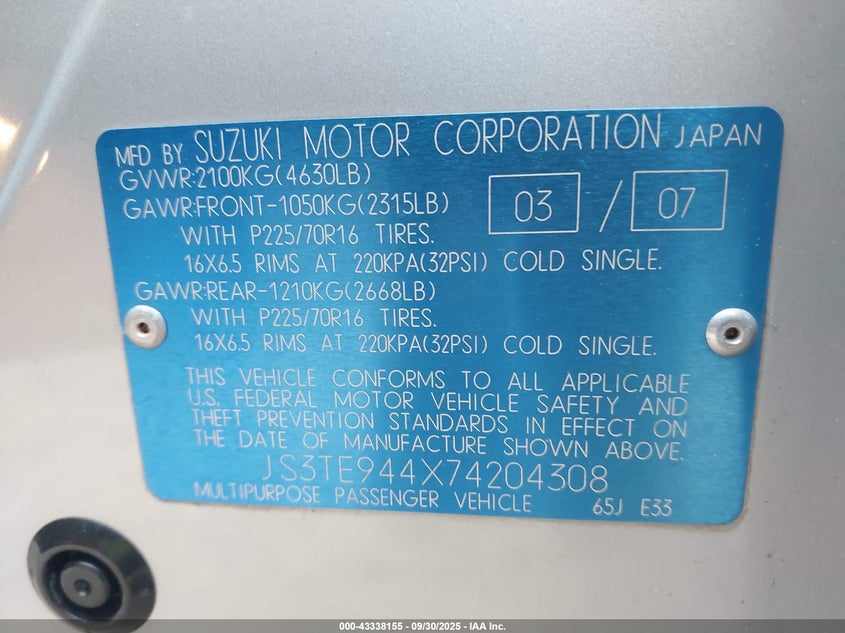 MFD BY SUZUKI MOTOR CORPORATION JAPAN
GVWR:2100KG(4630LB)
GAWR:FRONT-1050KG(2315LB) 03 / 07
WITH P225/70R16 TIRES.
16X6.5 RIMS AT 220KPA(32PSI) COLD SINGLE.
GAWR:REAR-1210KG(2668LB)
WITH P225/70R16 TIRES.
16X6.5 RIMS AT 220KPA(32PSI) COLD SINGLE.
THIS VEHICLE CONFORMS TO ALL APPLICABLE
U.S. FEDERAL MOTOR VEHICLE SAFETY AND
THEFT PREVENTION STANDARDS IN EFFECT ON
THE DATE OF MANUFACTURE SHOWN ABOVE.
JS3TE944X74204308
MULTIPURPOSE PASSENGER VEHICLE 65J E33
000-43338155 - 09/30/2025 - IAA Inc.